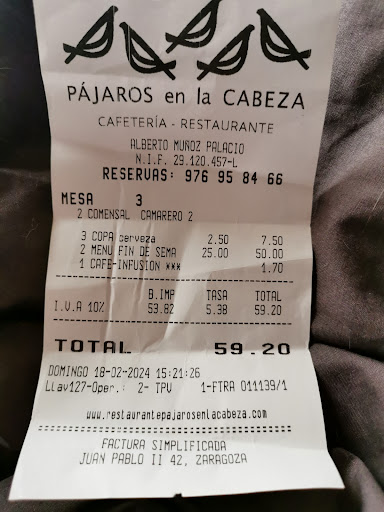 PÁJAROS en la CABEZA
CAFETERÍA - RESTAURANTE
ALBERTO MUÑOZ PALACIO
N.I.F. 29.120.457-L
RESERVAS: 976 95 84 66
MESA 3
2 COMENSAL CAMARERO 2
3 COPA cerveza 2.50 7.50
2 MENU FIN DE SEMA 25.00 50.00
1 CAFE-INFUSION *** 1.70
B.IMP TASA TOTAL
I.V.A 10% 53.82 5.38 59.20
TOTAL 59.20
DOMINGO 18-02-2024 15:21:26
Llav127-Oper.: 2- TPV 1-FTRA 011139/1
www.restaurantepajarosenlacabeza.com
FACTURA SIMPLIFICADA
JUAN PABLO II 42, ZARAGOZA